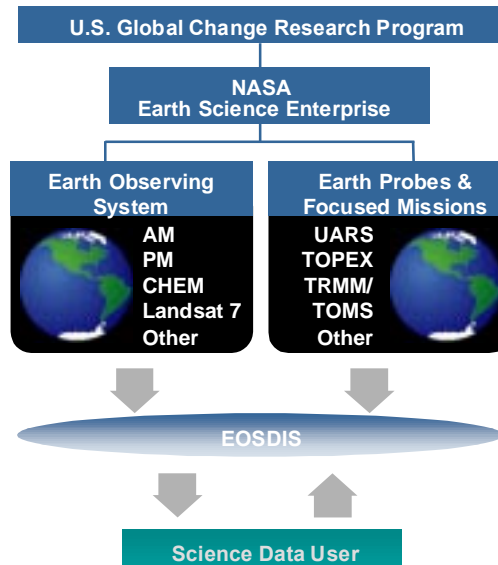 U.S. Global Change Research Program
NASA
Earth Science Enterprise
Earth Observing
System
AM
PM
CHEM
Landsat 7
Other
Earth Probes &
Focused Missions
UARS
TOPEX
TRMM/
TOMS
Other
EOSDIS
Science Data User